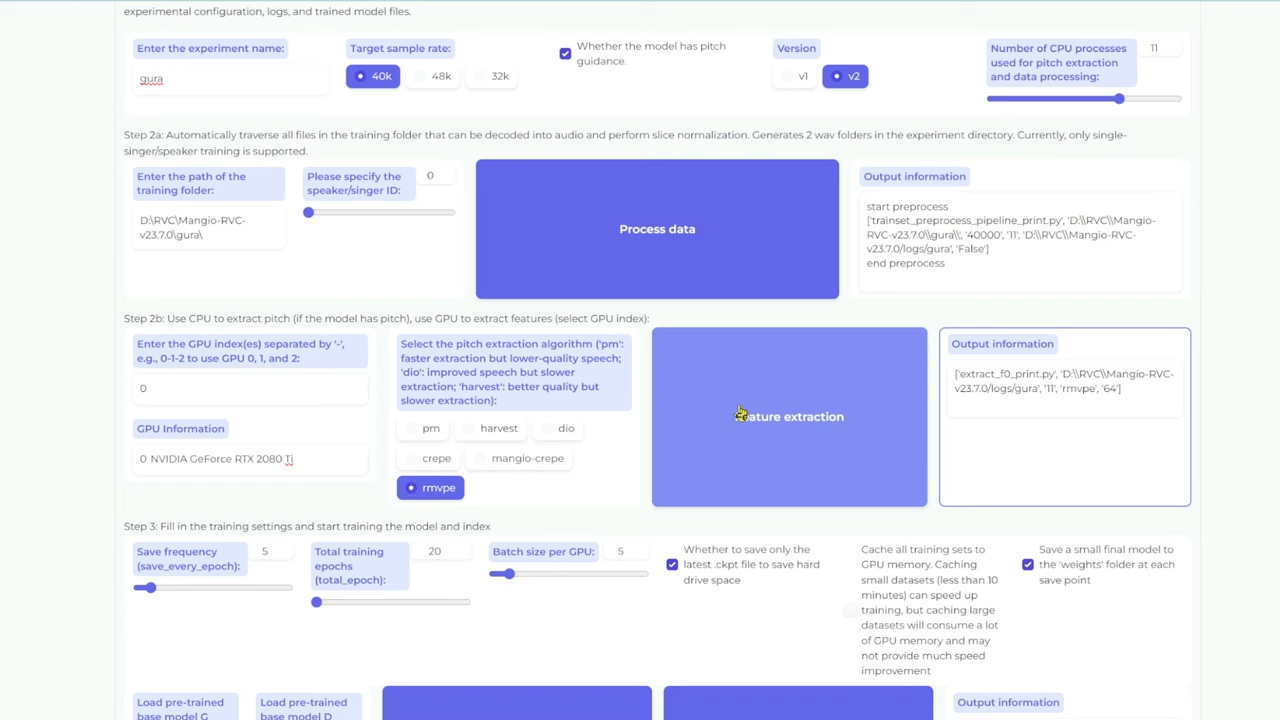 experimental configuration, logs, and trained model files.
Enter the experiment name:
gura
Target sample rate:
40k
48k
32k
Whether the model has pitch
guidance.
Version
v1
v2
Number of CPU processes
used for pitch extraction
and data processing:
11
Step 2a: Automatically traverse all files in the training folder that can be decoded into audio and perform slice normalization. Generates 2 wav folders in the experiment directory. Currently, only single-
singer/speaker training is supported.
Enter the path of the
training folder:
D:\RVC\Mangio-RVC-
v23.7.0\gura\
Please specify the
speaker/singer ID:
0
Process data
Output information
start preprocess
['trainset_preprocess_pipeline_print.py', 'D:\\RVC\\Mangio-
RVC-v23.7.0\\gura\\', '40000', '11', 'D:\\RVC\\Mangio-RVC-
v23.7.0/logs/gura', 'False']
end preprocess
Step 2b: Use CPU to extract pitch (if the model has pitch), use GPU to extract features (select GPU index):
Enter the GPU index(es) separated by '-',
e.g., 0-1-2 to use GPU 0, 1, and 2:
0
GPU Information
0 NVIDIA GeForce RTX 2080 Ti
Select the pitch extraction algorithm ('pm':
faster extraction but lower-quality speech;
'dio': improved speech but slower
extraction; 'harvest': better quality but
slower extraction):
pm
harvest
dio
crepe
mangio-crepe
rmvpe
eature extraction
Output information
['extract_f0_print.py', 'D:\\RVC\\Mangio-RVC-
v23.7.0/logs/gura', '11', 'rmvpe', '64']
Step 3: Fill in the training settings and start training the model and index
Save frequency
(save_every_epoch):
5
Total training
epochs
(total_epoch):
20
Batch size per GPU:
5
Whether to save only the
latest .ckpt file to save hard
drive space
Cache all training sets to
GPU memory. Caching
small datasets (less than 10
minutes) can speed up
training, but caching large
datasets will consume a lot
of GPU memory and may
not provide much speed
improvement
Save a small final model to
the 'weights' folder at each
save point
Load pre-trained
base model G
Load pre-trained
base model D
Output information